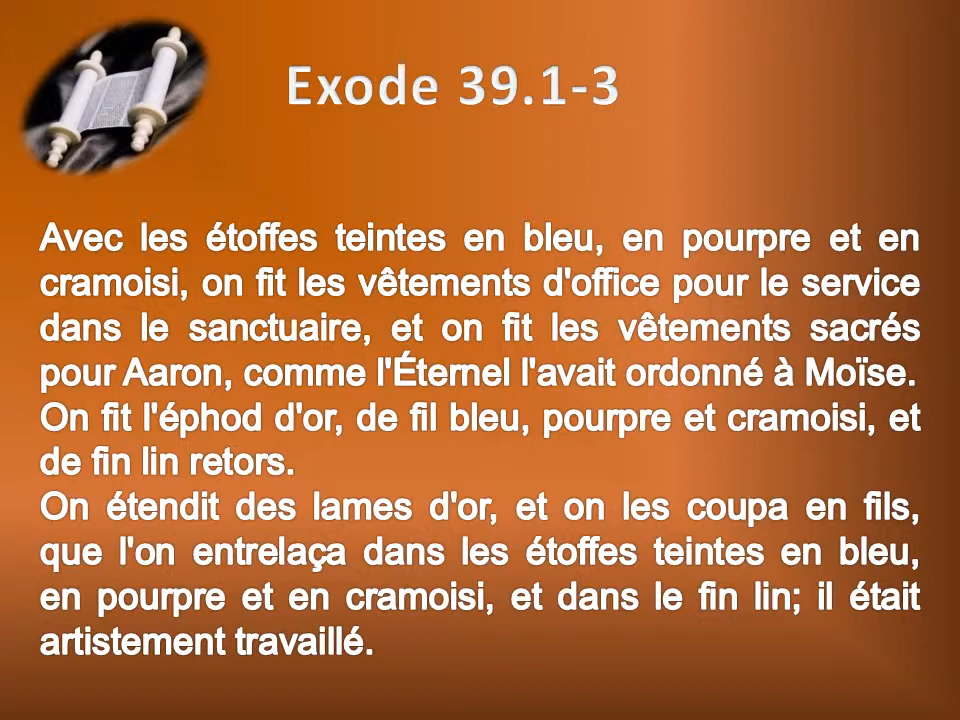 Exode 39.1-3
Avec les étoffes teintes en bleu, en pourpre et en
cramoisi, on fit les vêtements d'office pour le service
dans le sanctuaire, et on fit les vêtements sacrés
pour Aaron, comme l'Éternel l'avait ordonné à Moïse.
On fit l'éphod d'or, de fil bleu, pourpre et cramoisi, et
de fin lin retors.
On étendit des lames d'or, et on les coupa en fils,
que l'on entrelaça dans les étoffes teintes en bleu,
en pourpre et en cramoisi, et dans le fin lin; il était
artistement travaillé.